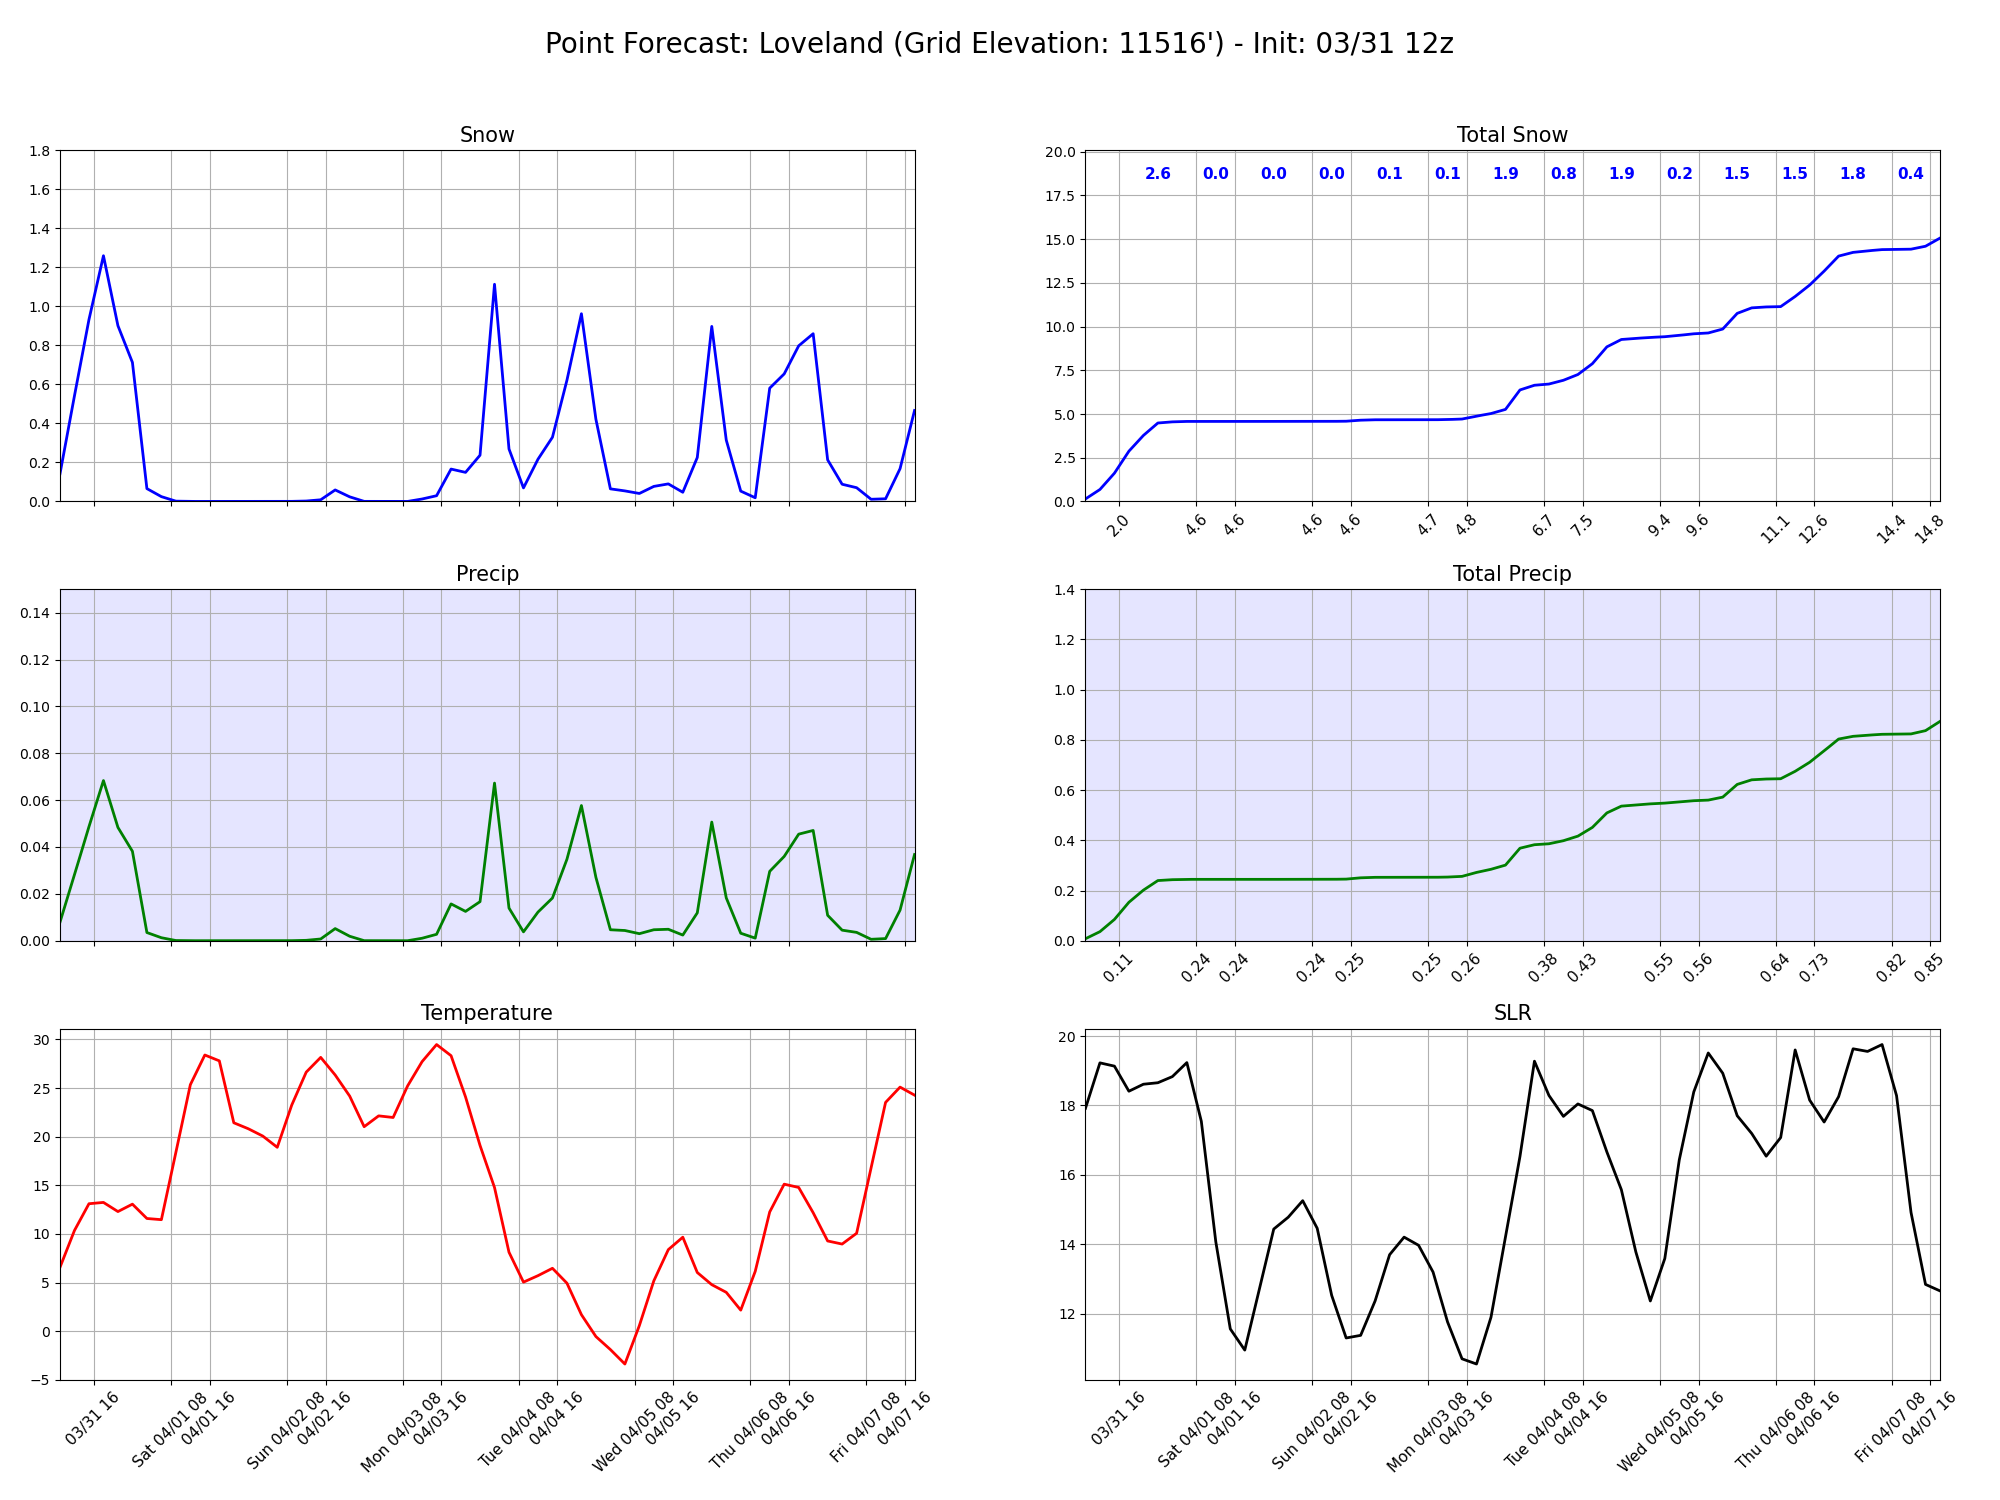 Point Forecast: Loveland (Grid Elevation: 11516') - Init: 03/31 12z
Snow
1.8
1.6
1.4
1.2
1.0
0.8
0.6
0.4
0.2
0.0
Total Snow
20.0
17.5
15.0
12.5
10.0
7.5
5.0
2.5
0.0
2.6 0.0 0.0 0.0 0.1 0.1 1.9 0.8 1.9 0.2 1.5 1.5 1.8 0.4
2.0 4.6 4.6 4.6 4.6 4.7 4.8 6.7 7.5 9.4 9.6 11.1 12.6 14.4 14.8
Precip
0.14
0.12
0.10
0.08
0.06
0.04
0.02
0.00
Total Precip
1.4
1.2
1.0
0.8
0.6
0.4
0.2
0.0
0.11 0.24 0.24 0.24 0.25 0.25 0.26 0.38 0.43 0.55 0.56 0.64 0.73 0.82 0.85
Temperature
30
25
20
15
10
5
0
−5
03/31 16
Sat 04/01 08
04/01 16
Sun 04/02 08
04/02 16
Mon 04/03 08
04/03 16
Tue 04/04 08
04/04 16
Wed 04/05 08
04/05 16
Thu 04/06 08
04/06 16
Fri 04/07 08
04/07 16
SLR
20
18
16
14
12
03/31 16
Sat 04/01 08
04/01 16
Sun 04/02 08
04/02 16
Mon 04/03 08
04/03 16
Tue 04/04 08
04/04 16
Wed 04/05 08
04/05 16
Thu 04/06 08
04/06 16
Fri 04/07 08
04/07 16